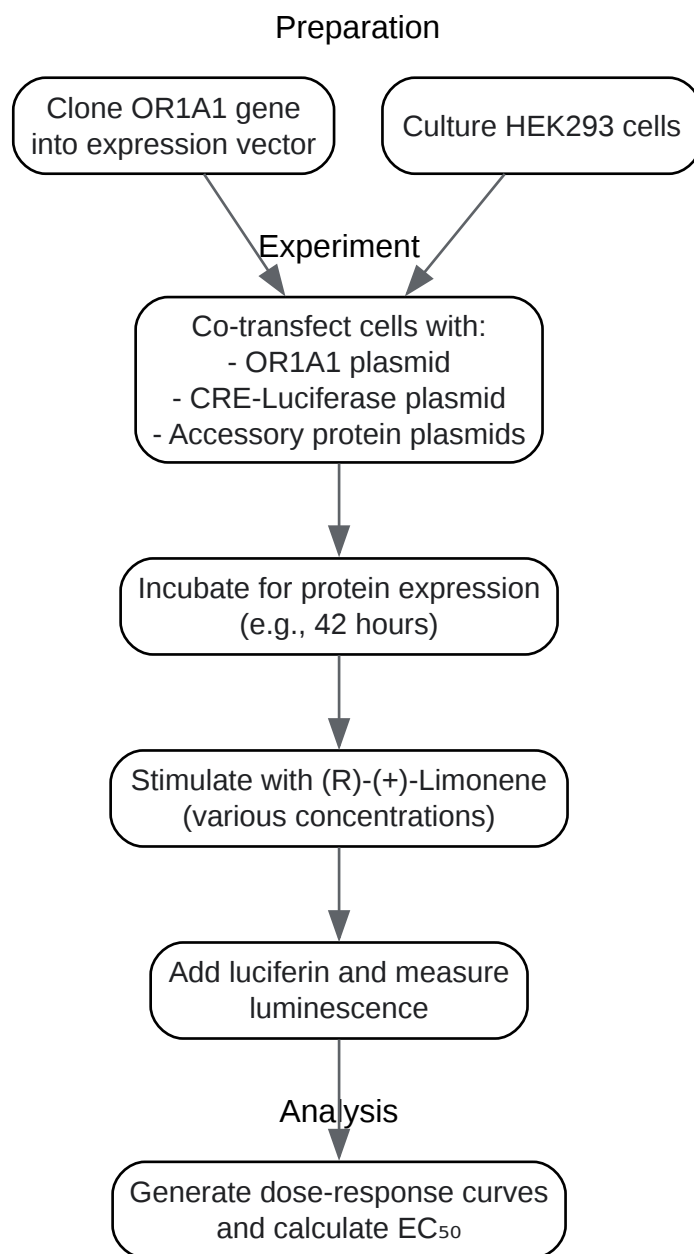 Preparation
Clone OR1A1 gene
into expression vector
Culture HEK293 cells
Experiment
Co-transfect cells with:
- OR1A1 plasmid
- CRE-Luciferase plasmid
- Accessory protein plasmids
Incubate for protein expression
(e.g., 42 hours)
Stimulate with (R)-(+)-Limonene
(various concentrations)
Add luciferin and measure
luminescence
Analysis
Generate dose-response curves
and calculate EC₅₀